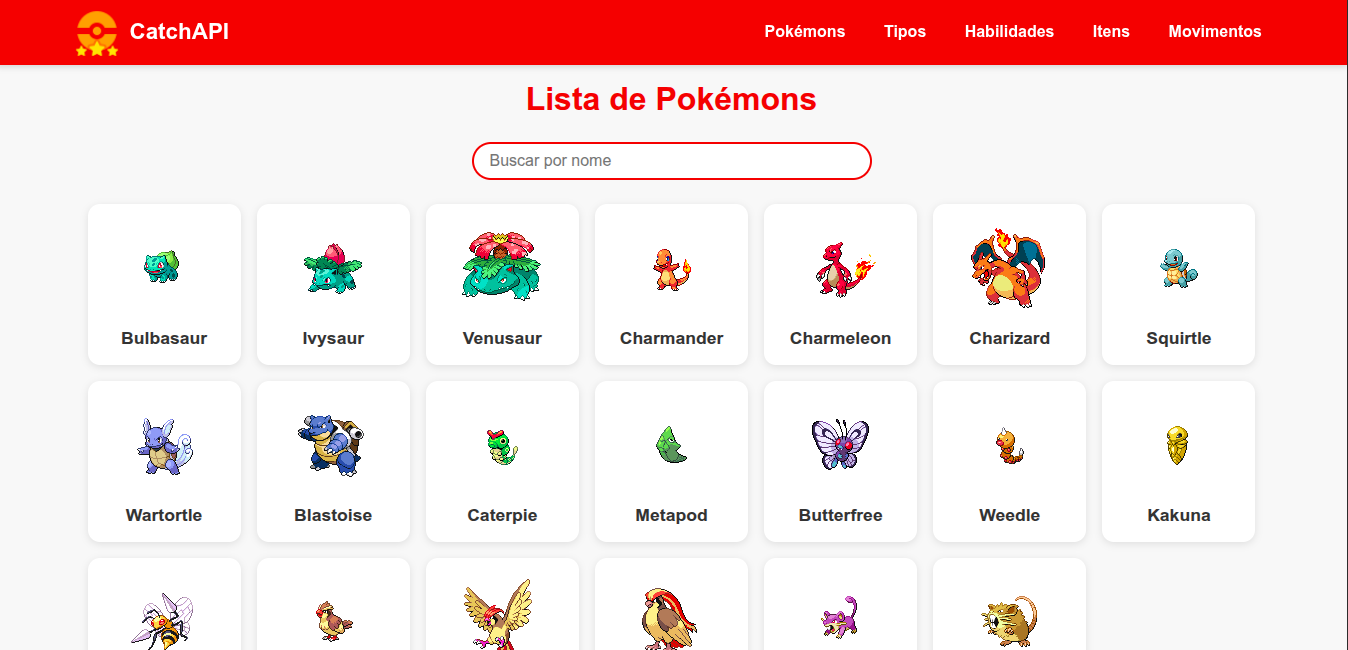 CatchAPI
Pokémons Tipos Habilidades Itens Movimentos
Lista de Pokémons
Buscar por nome
Bulbasaur Ivysaur Venusaur Charmander Charmeleon Charizard Squirtle
Wartortle Blastoise Caterpie Metapod Butterfree Weedle Kakuna